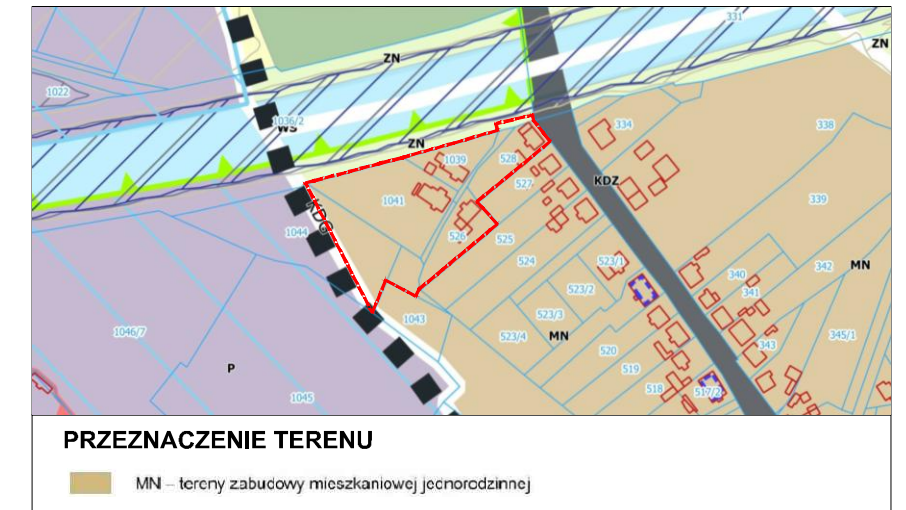 331
ZN
ZN
1022
1036/2
WS
334
338
ZN
1039
528
527
KDZ
1041
339
KDG
1044
526
525
524
523/1
342
MN
340
523/2
341
1043
523/3
1046/7
523/4
MN
343
345/1
520
P
519
518
517/2
1045
PRZEZNACZENIE TERENU
MN – tereny zabudowy mieszkaniowej jednorodzinnej